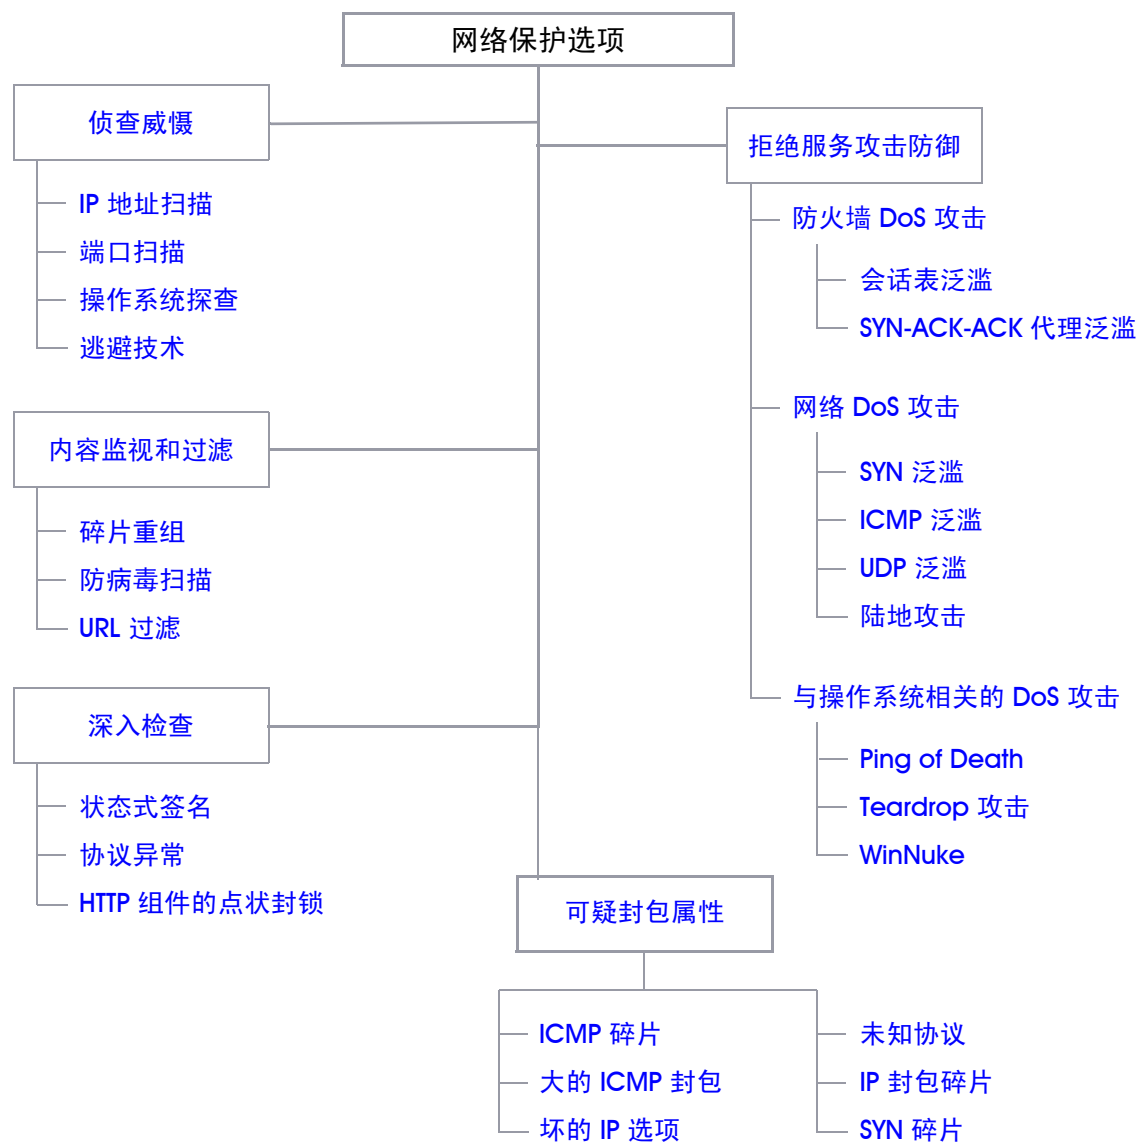 网络保护选项
侦查威慑
IP 地址扫描
端口扫描
操作系统探查
逃避技术
内容监视和过滤
碎片重组
防病毒扫描
URL 过滤
深入检查
状态式签名
协议异常
HTTP 组件的点状封锁
拒绝服务攻击防御
防火墙 DoS 攻击
会话表泛滥
SYN-ACK-ACK 代理泛滥
网络 DoS 攻击
SYN 泛滥
ICMP 泛滥
UDP 泛滥
陆地攻击
与操作系统相关的 DoS 攻击
Ping of Death
Teardrop 攻击
WinNuke
可疑封包属性
ICMP 碎片
大的 ICMP 封包
坏的 IP 选项
未知协议
IP 封包碎片
SYN 碎片